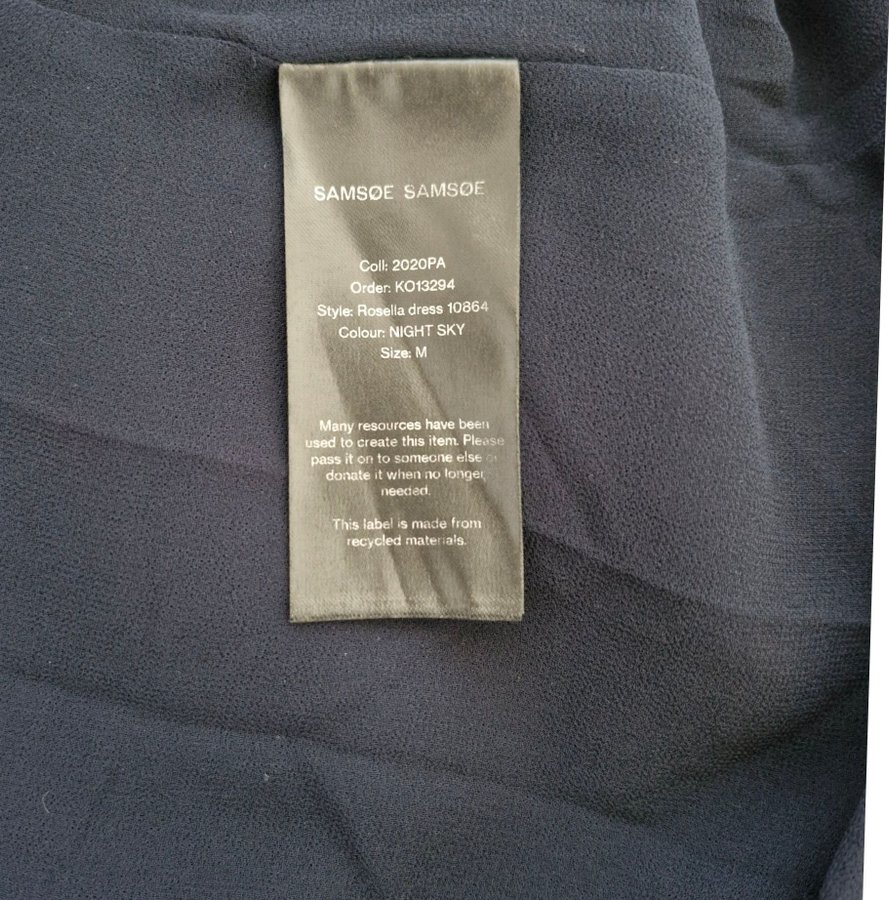 SAMSØE SAMSØE
Coll: 2020PA
Order: KO13294
Style: Rosella dress 10864
Colour: NIGHT SKY
Size: M
Many resources have been
used to create this item. Please
pass it on to someone else or
donate it when no longer
needed.
This label is made from
recycled materials.